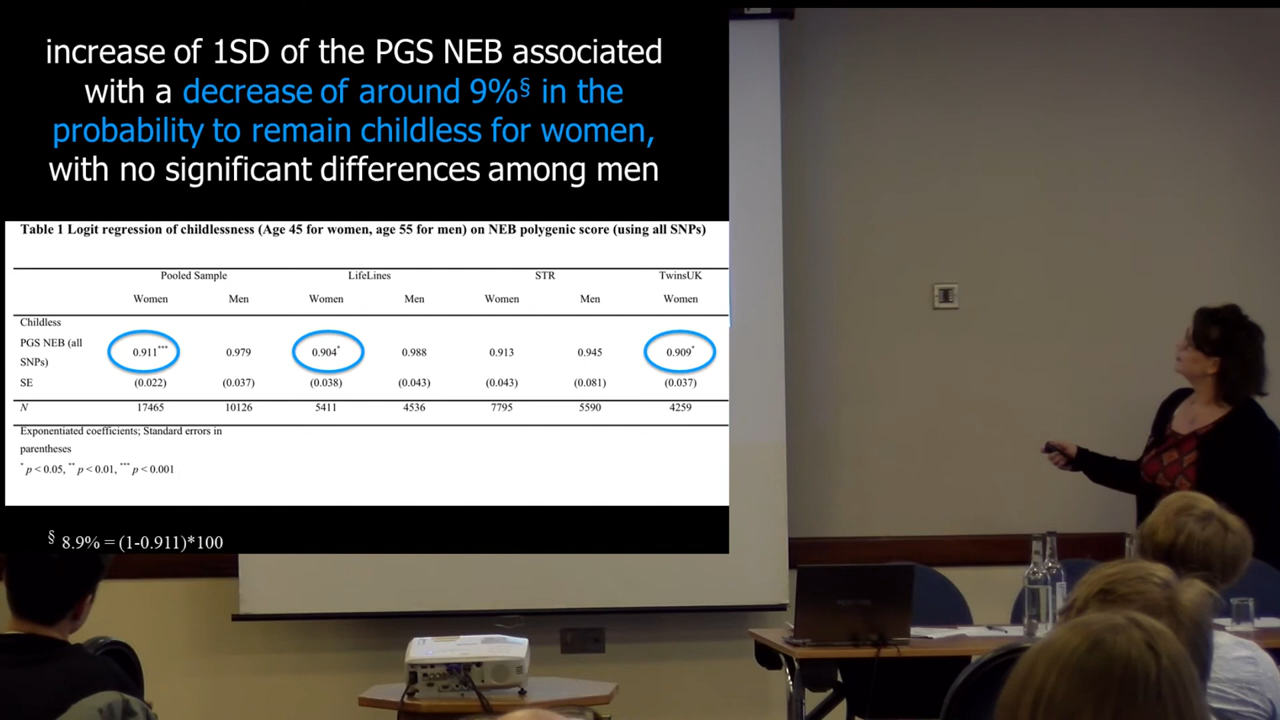 increase of 1SD of the PGS NEB associated
with a decrease of around 9%§ in the
probability to remain childless for women,
with no significant differences among men
Table 1 Logit regression of childlessness (Age 45 for women, age 55 for men) on NEB polygenic score (using all SNPs)
Pooled Sample LifeLines STR TwinsUK
Women Men Women Men Women Men Women
Childless
PGS NEB (all
SNPs) 0.911*** 0.979 0.904* 0.988 0.913 0.945 0.909*
SE (0.022) (0.037) (0.038) (0.043) (0.043) (0.081) (0.037)
N 17465 10126 5411 4536 7795 5590 4259
Exponentiated coefficients; Standard errors in
parentheses
* p < 0.05, ** p < 0.01, *** p < 0.001
§ 8.9% = (1-0.911)*100